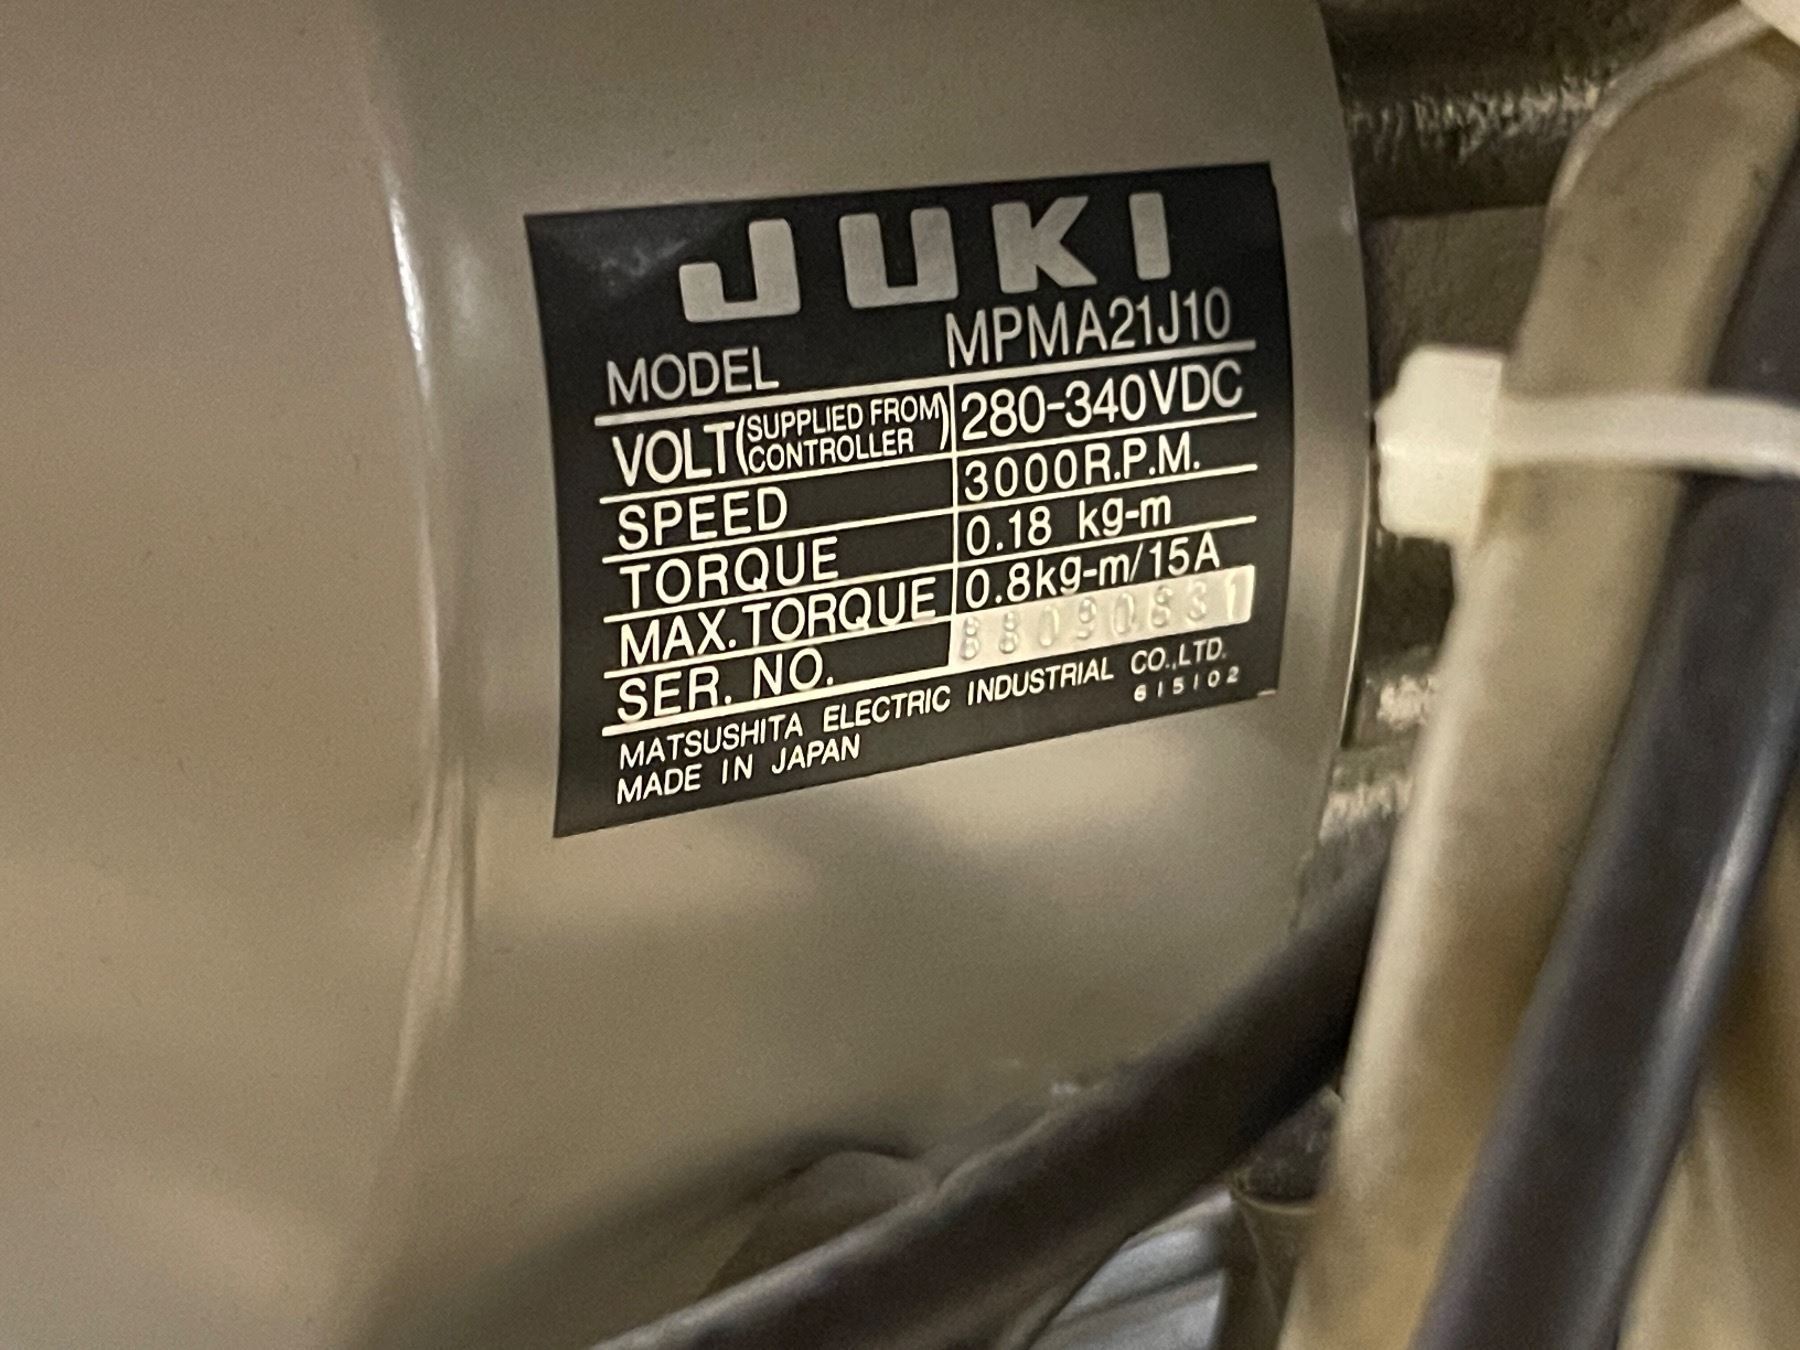 JUKI
MODEL MPMA21J10
VOLT (SUPPLIED FROM CONTROLLER) 280-340VDC
SPEED 3000R.P.M.
TORQUE 0.18 kg-m
MAX.TORQUE 0.8kg-m/15A
SER. NO.
MATSUSHITA ELECTRIC INDUSTRIAL CO.,LTD.
MADE IN JAPAN 615102